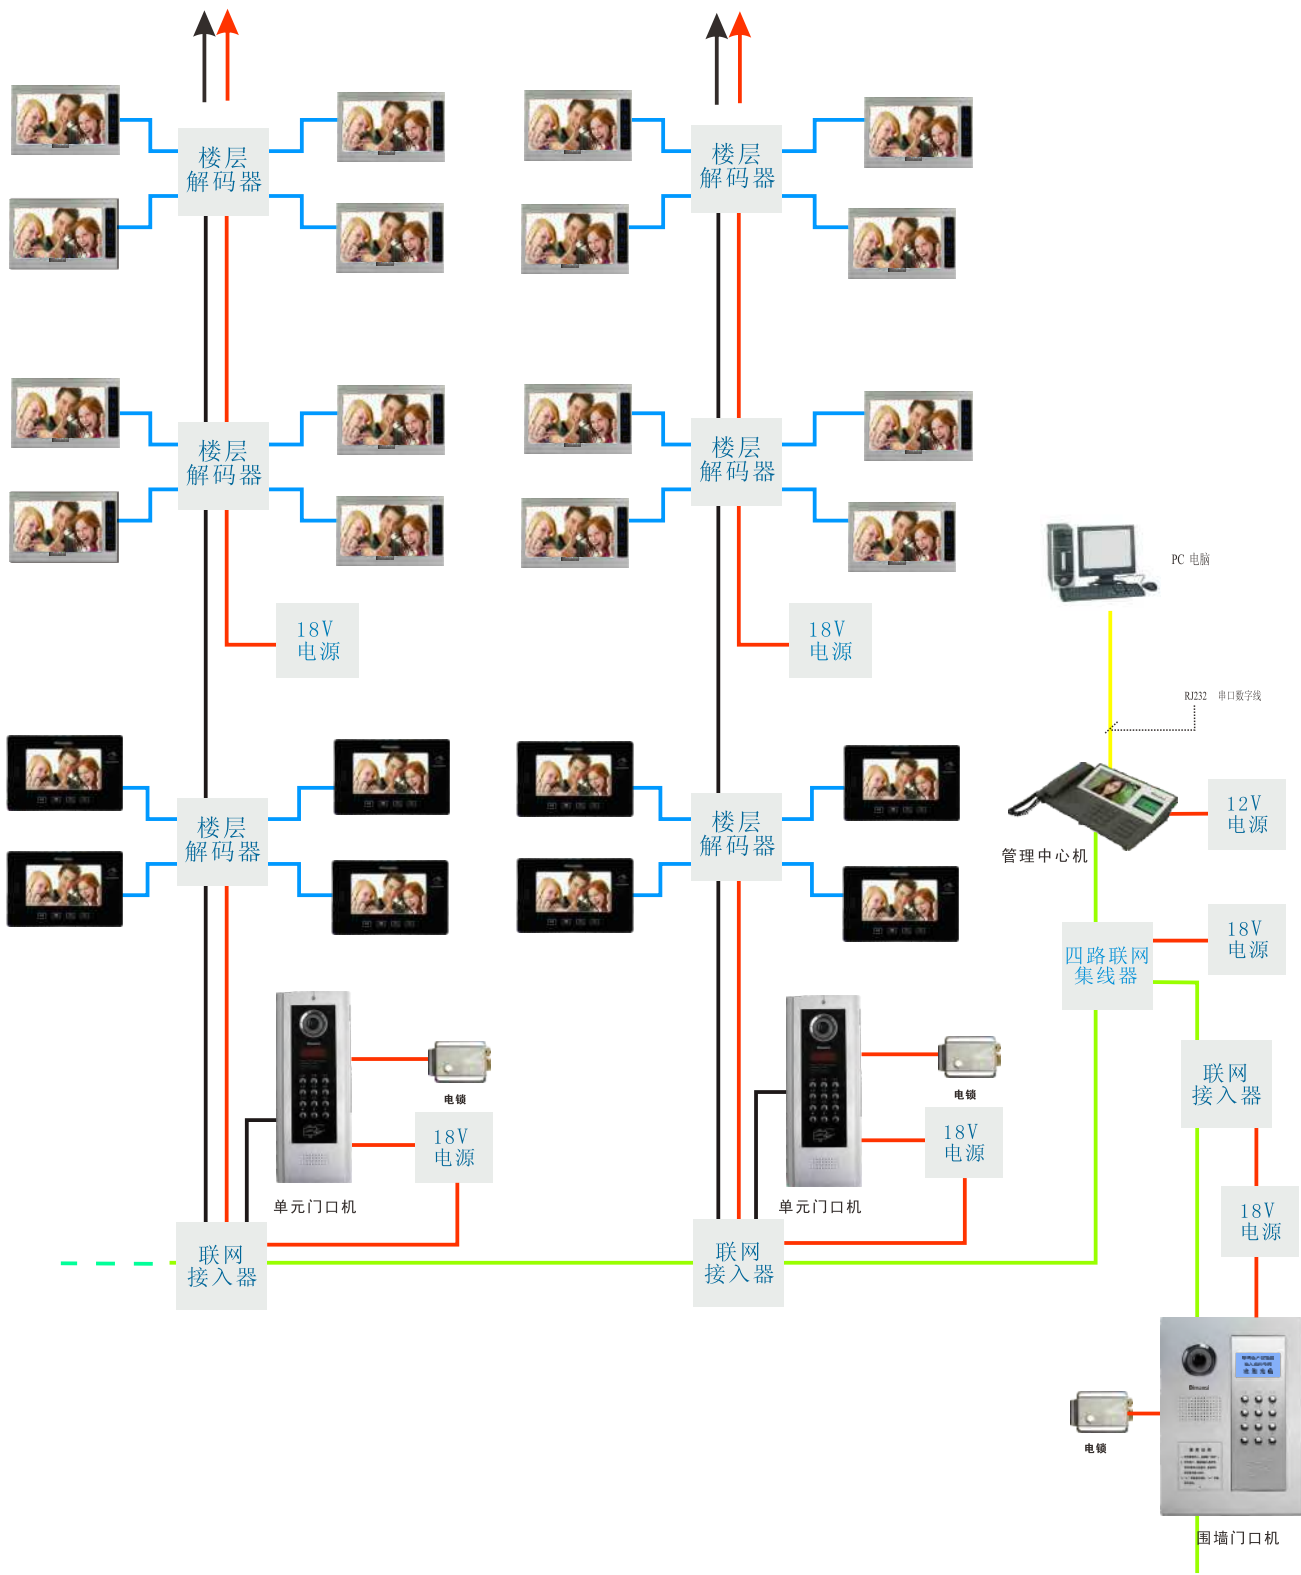 楼层
解码器
楼层
解码器
楼层
解码器
楼层
解码器
PC 电脑
18V
电源
18V
电源
RJ232 串口数字线
12V
电源
管理中心机
楼层
解码器
楼层
解码器
18V
电源
四路联网
集线器
联网
接入器
电锁
电锁
18V
电源
18V
电源
单元门口机
单元门口机
18V
电源
联网
接入器
联网
接入器
电锁
围墙门口机